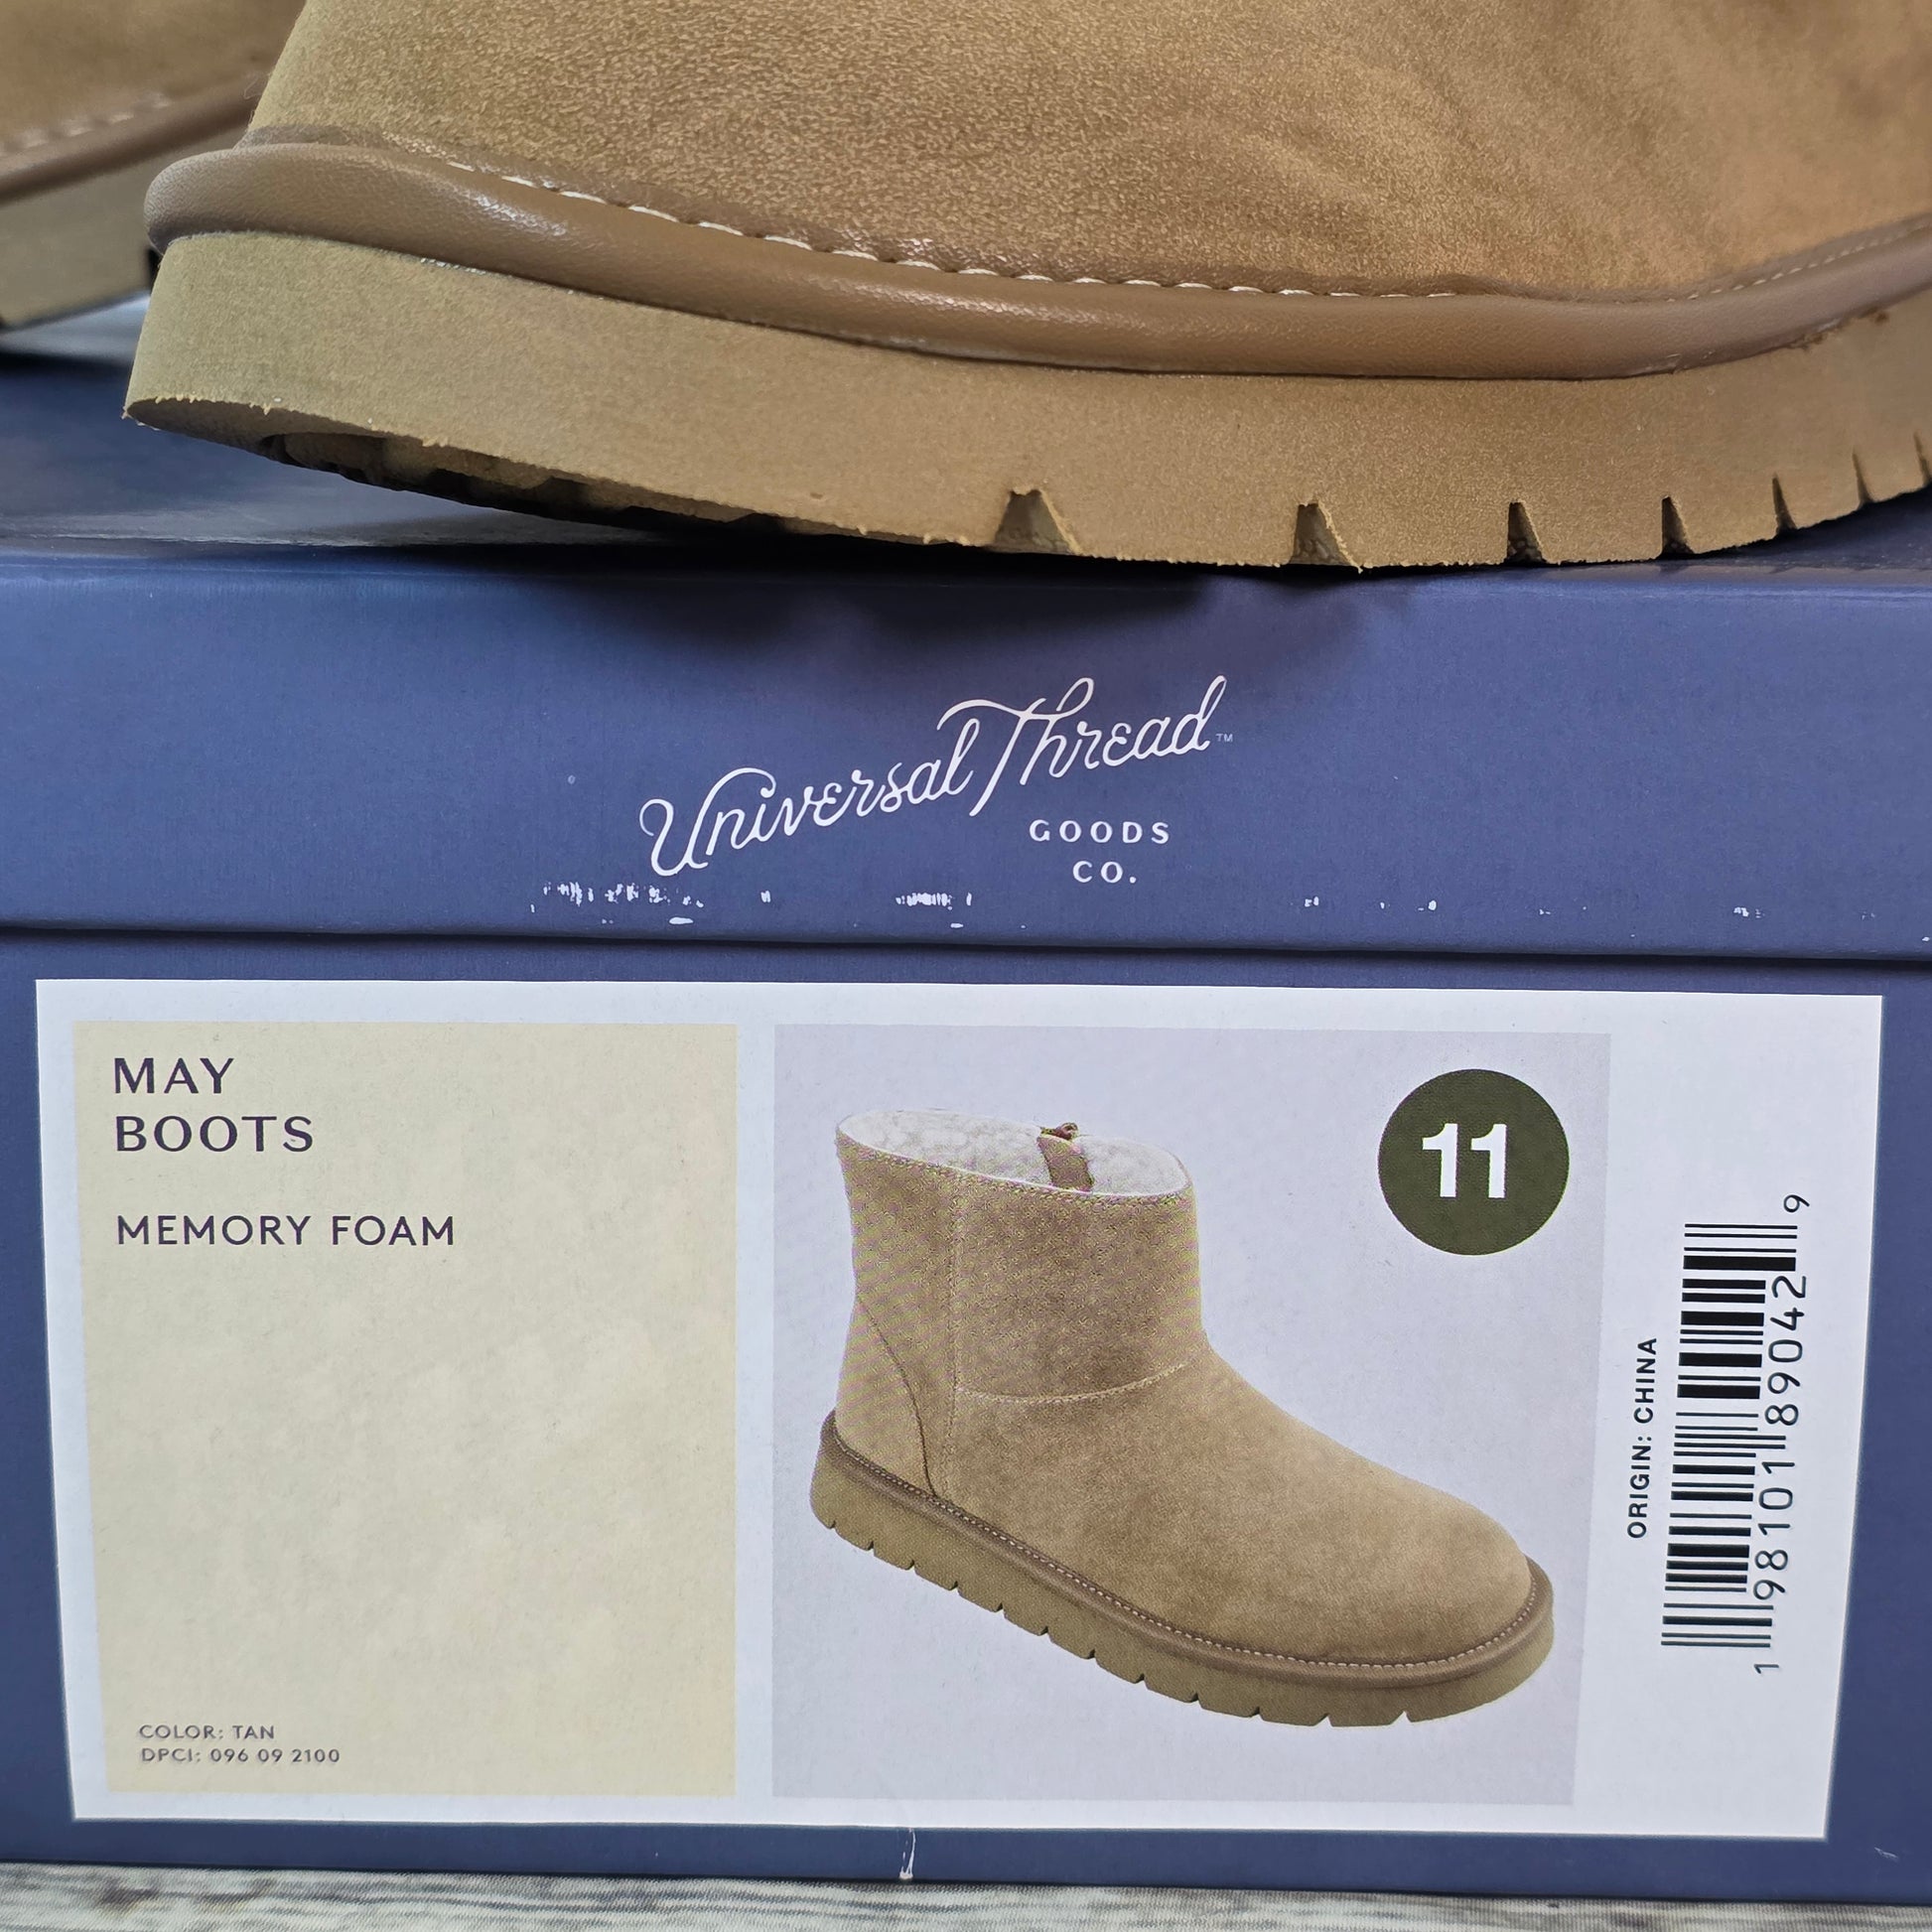 Universal Thread™
GOODS
CO.
MAY
BOOTS
MEMORY FOAM
COLOR: TAN
DPCI: 096 09 2100
11
ORIGIN: CHINA
1 98101 89042 9